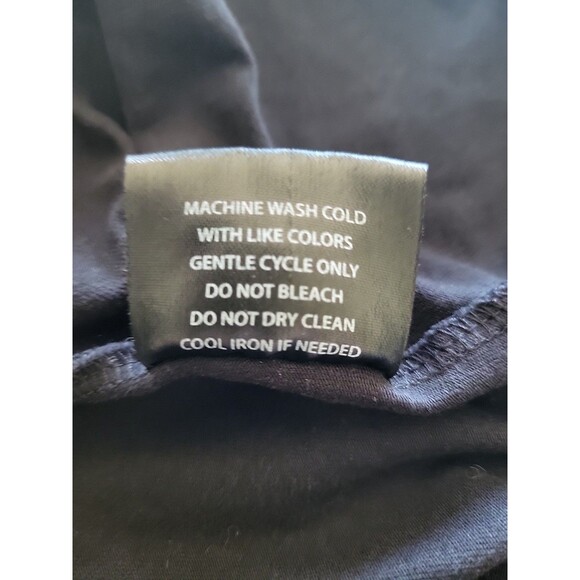 MACHINE WASH COLD
WITH LIKE COLORS
GENTLE CYCLE ONLY
DO NOT BLEACH
DO NOT DRY CLEAN
COOL IRON IF NEEDED